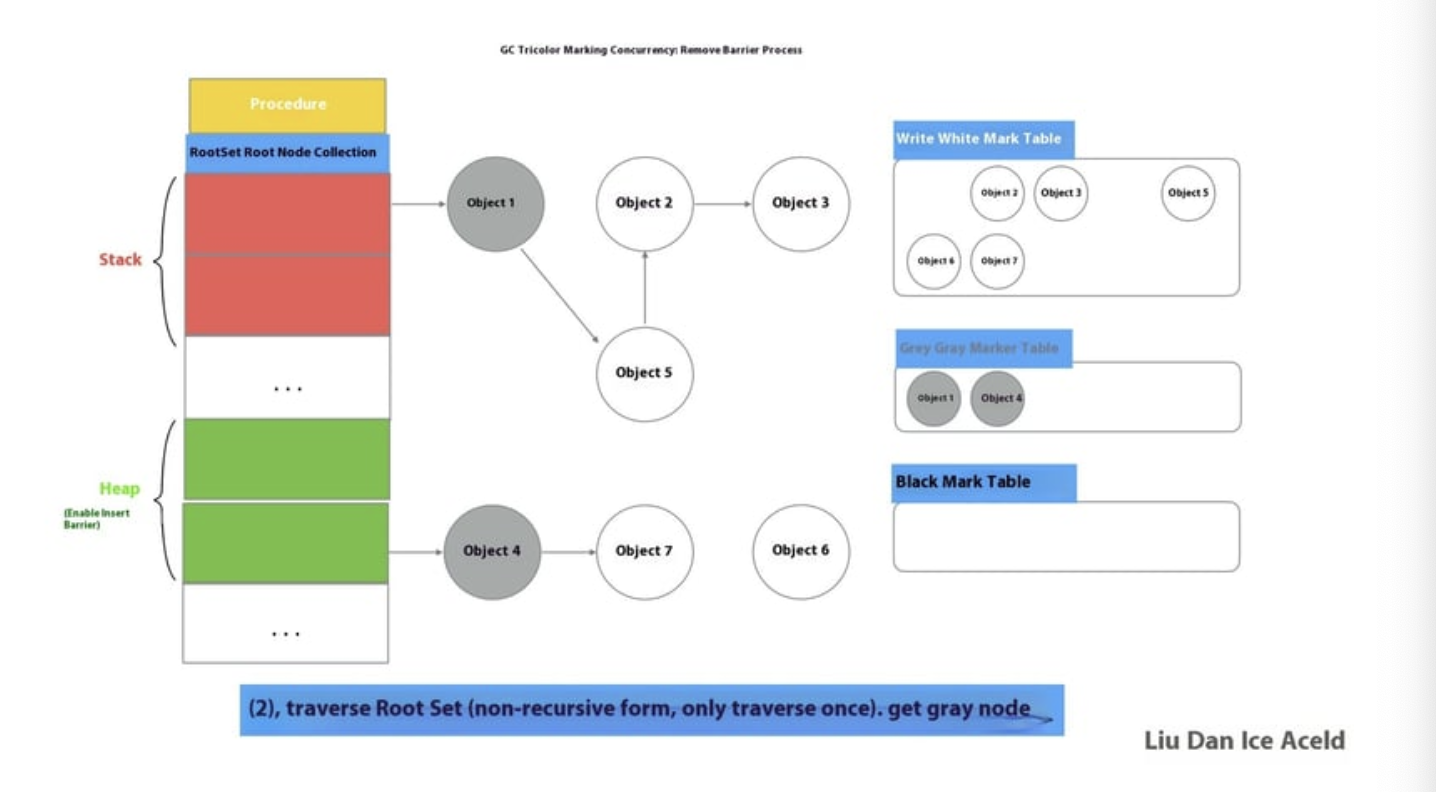 GC Tricolor Marking Concurrency: Remove Barrier Process
Procedure
RootSet Root Node Collection
Stack
...
Heap
(Enable Insert
Barrier)
...
Object 1
Object 2
Object 3
Object 5
Object 4
Object 7
Object 6
Write White Mark Table
Object 2
Object 3
Object 5
Object 6
Object 7
Grey Gray Marker Table
Object 1
Object 4
Black Mark Table
(2), traverse Root Set (non-recursive form, only traverse once). get gray node
Liu Dan Ice Aceld